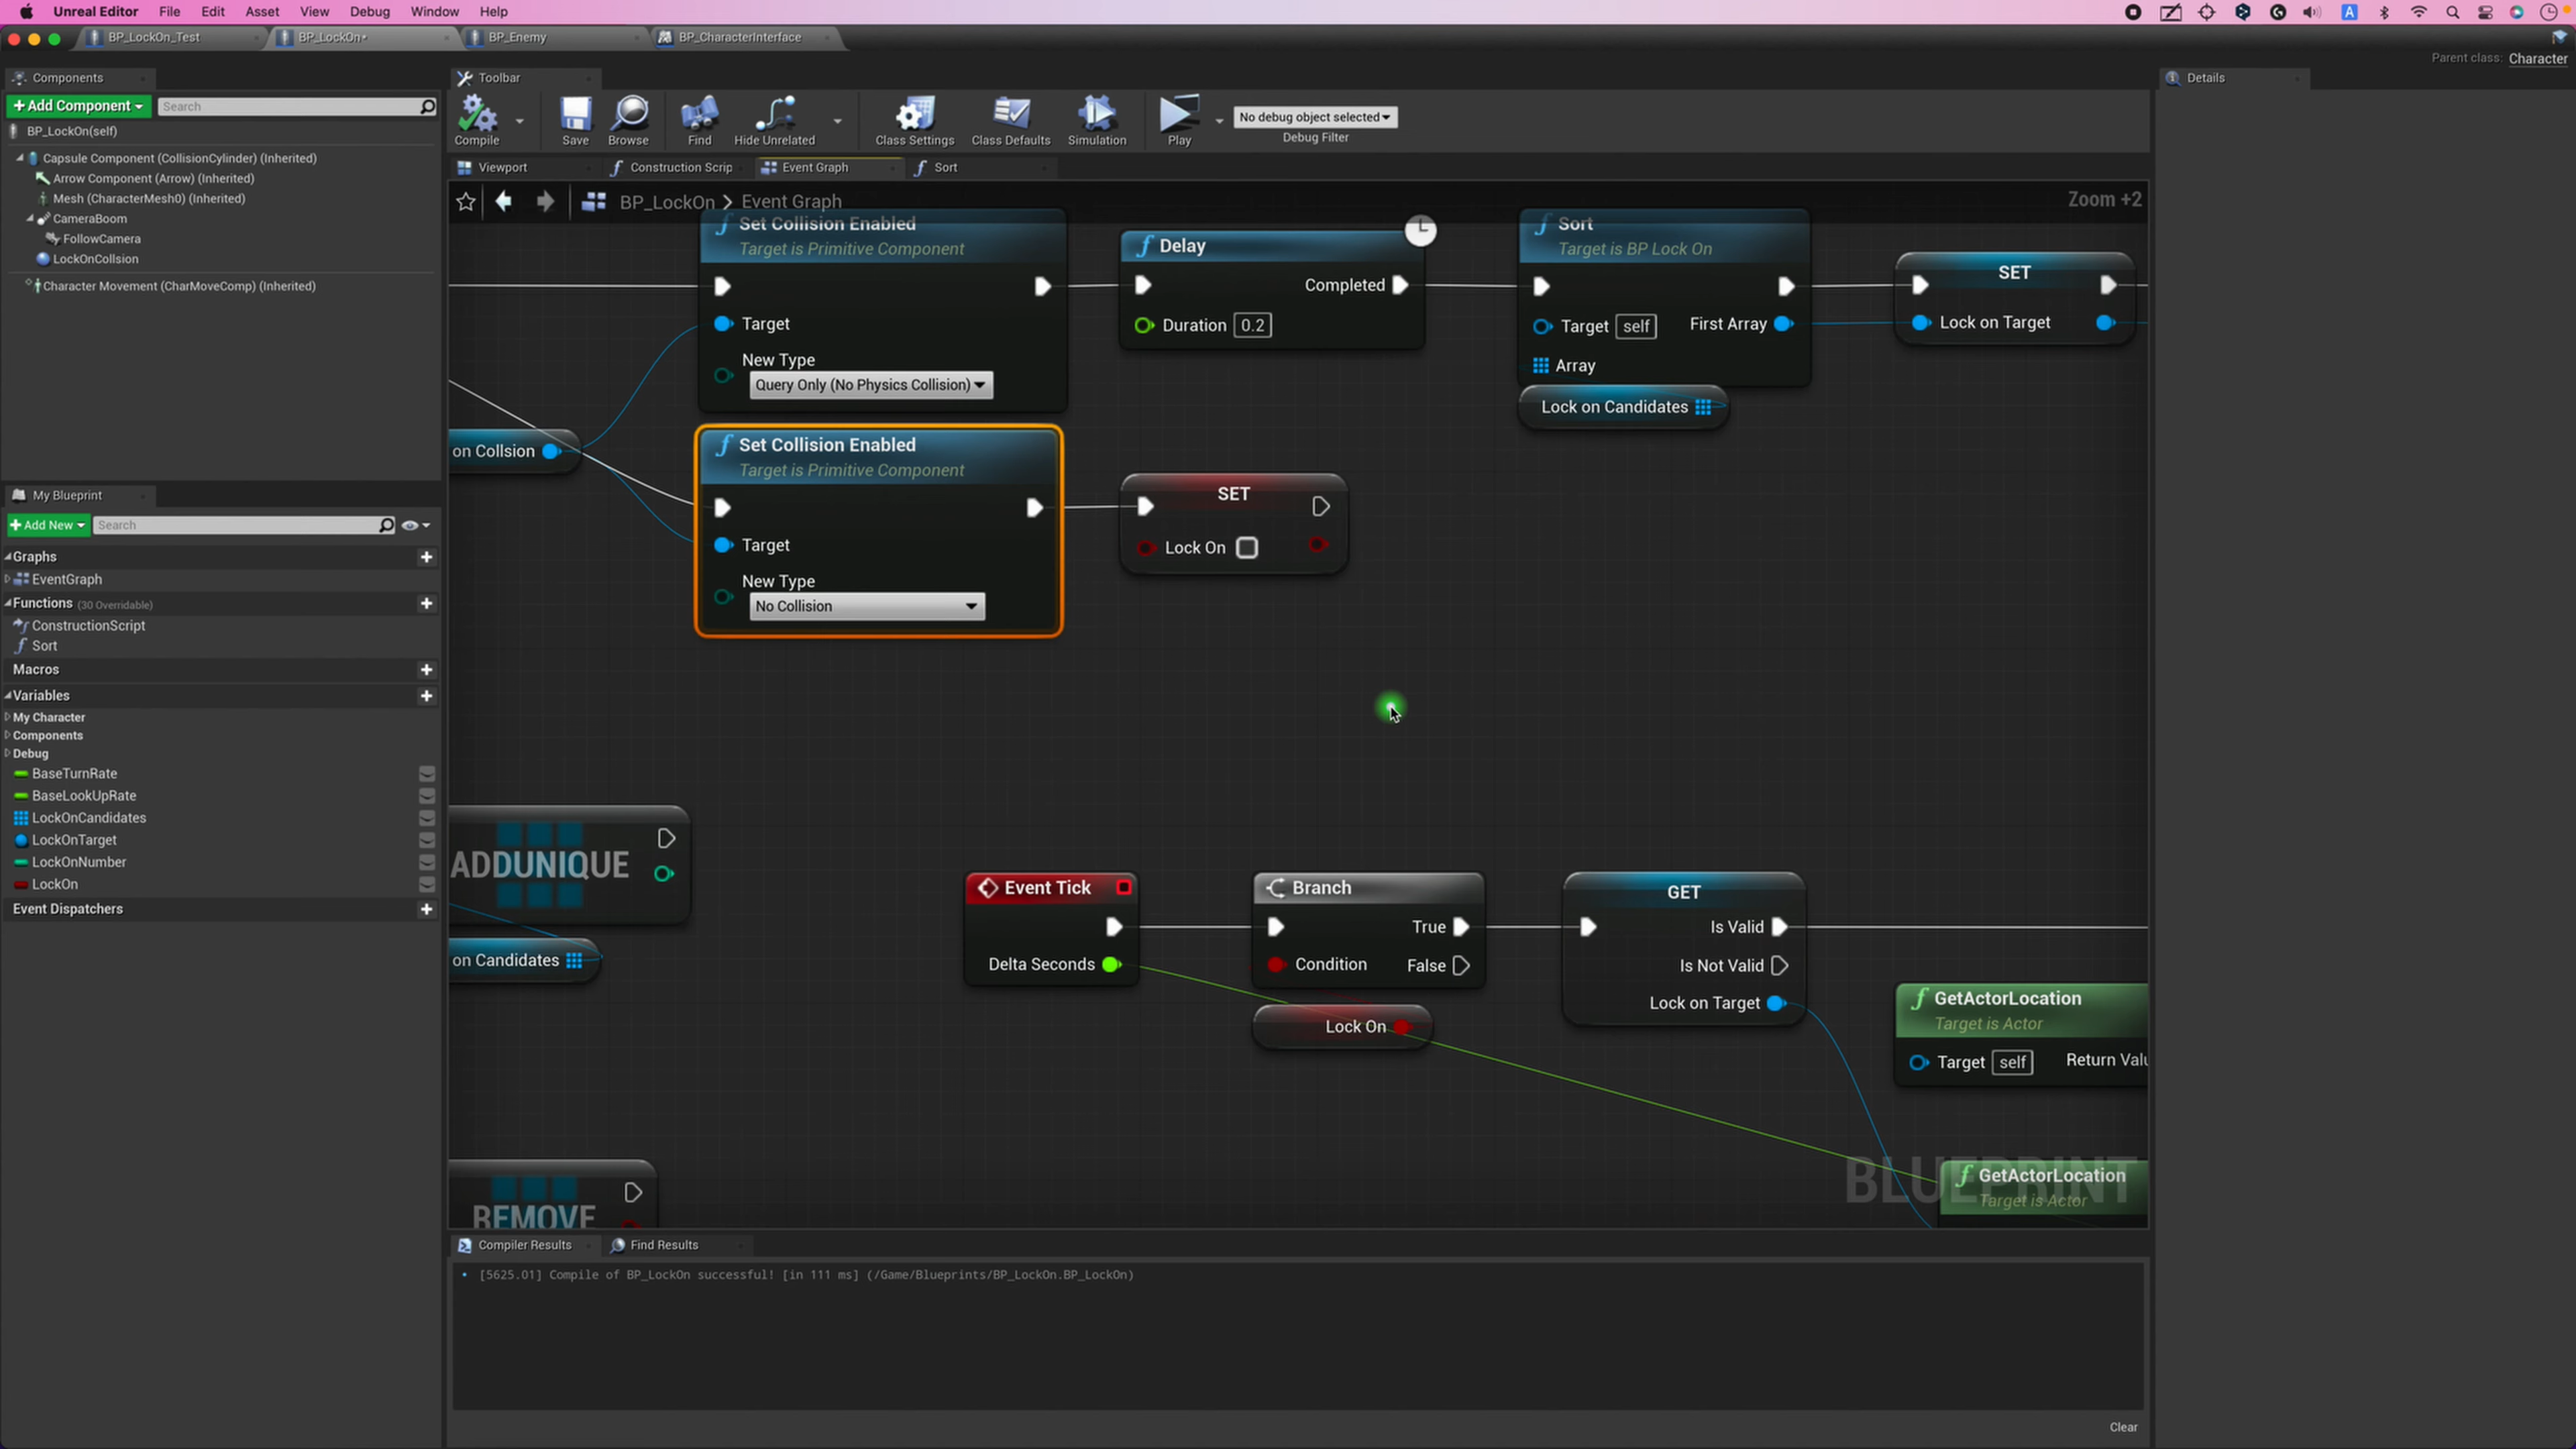 Unreal Editor File Edit Asset View Debug Window Help
BP_LockOn_Test BP_LockOn* BP_Enemy BP_CharacterInterface
Parent class: Character
Components
+Add Component Search
BP_LockOn(self)
Capsule Component (CollisionCylinder) (Inherited)
Arrow Component (Arrow) (Inherited)
Mesh (CharacterMesh0) (Inherited)
CameraBoom
FollowCamera
LockOnCollsion
Character Movement (CharMoveComp) (Inherited)
My Blueprint
+Add New Search
Graphs
EventGraph
Functions (30 Overridable)
ConstructionScript
Sort
Macros
Variables
My Character
Components
Debug
BaseTurnRate
BaseLookUpRate
LockOnCandidates
LockOnTarget
LockOnNumber
LockOn
Event Dispatchers
Toolbar
Compile Save Browse Find Hide Unrelated Class Settings Class Defaults Simulation Play
No debug object selected
Debug Filter
Viewport Construction Scrip Event Graph Sort
BP_LockOn > Event Graph
Zoom +2
Set Collision Enabled
Target is Primitive Component
Target
New Type
Query Only (No Physics Collision)
Delay
Completed
Duration 0.2
Sort
Target is BP Lock On
Target self First Array
Array
Lock on Candidates
SET
Lock on Target
on Collsion
Set Collision Enabled
Target is Primitive Component
Target
New Type
No Collision
SET
Lock On
ADDUNIQUE
on Candidates
REMOVE
Event Tick
Delta Seconds
Branch
True
Condition False
Lock On
GET
Is Valid
Is Not Valid
Lock on Target
GetActorLocation
Target is Actor
Target self Return Valu
BLUEPRINT
GetActorLocation
Target is Actor
Compiler Results Find Results
[5625.01] Compile of BP_LockOn successful! [in 111 ms] (/Game/Blueprints/BP_LockOn.BP_LockOn)
Clear
Details
A